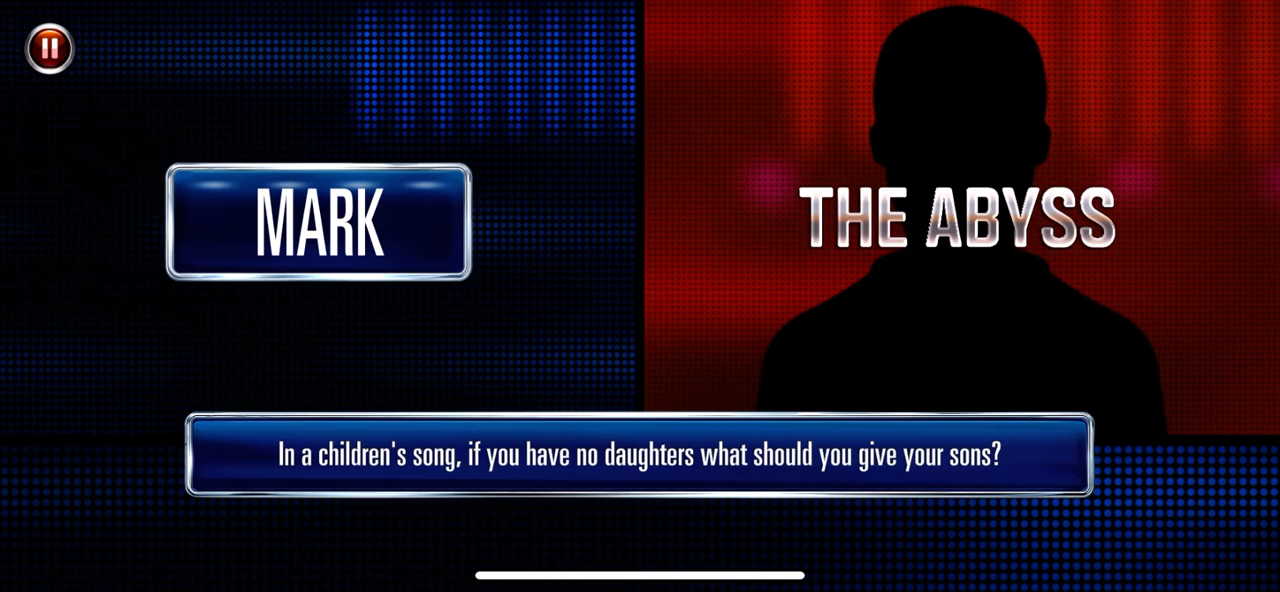 MARK
THE ABYSS
In a children's song, if you have no daughters what should you give your sons?